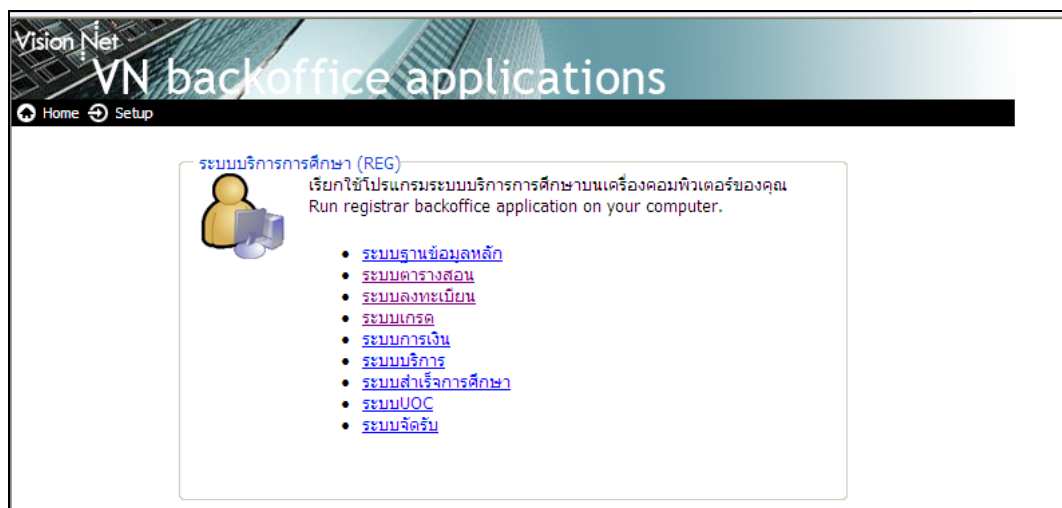 Vision Net
VN backoffice applications
Home Setup
ระบบบริการการศึกษา (REG)
เรียกใช้โปรแกรมระบบบริการการศึกษาบนเครื่องคอมพิวเตอร์ของคุณ
Run registrar backoffice application on your computer.
ระบบฐานข้อมูลหลัก
ระบบตารางสอน
ระบบลงทะเบียน
ระบบเกรด
ระบบการเงิน
ระบบบริการ
ระบบสำเร็จการศึกษา
ระบบUOC
ระบบจัดรับ